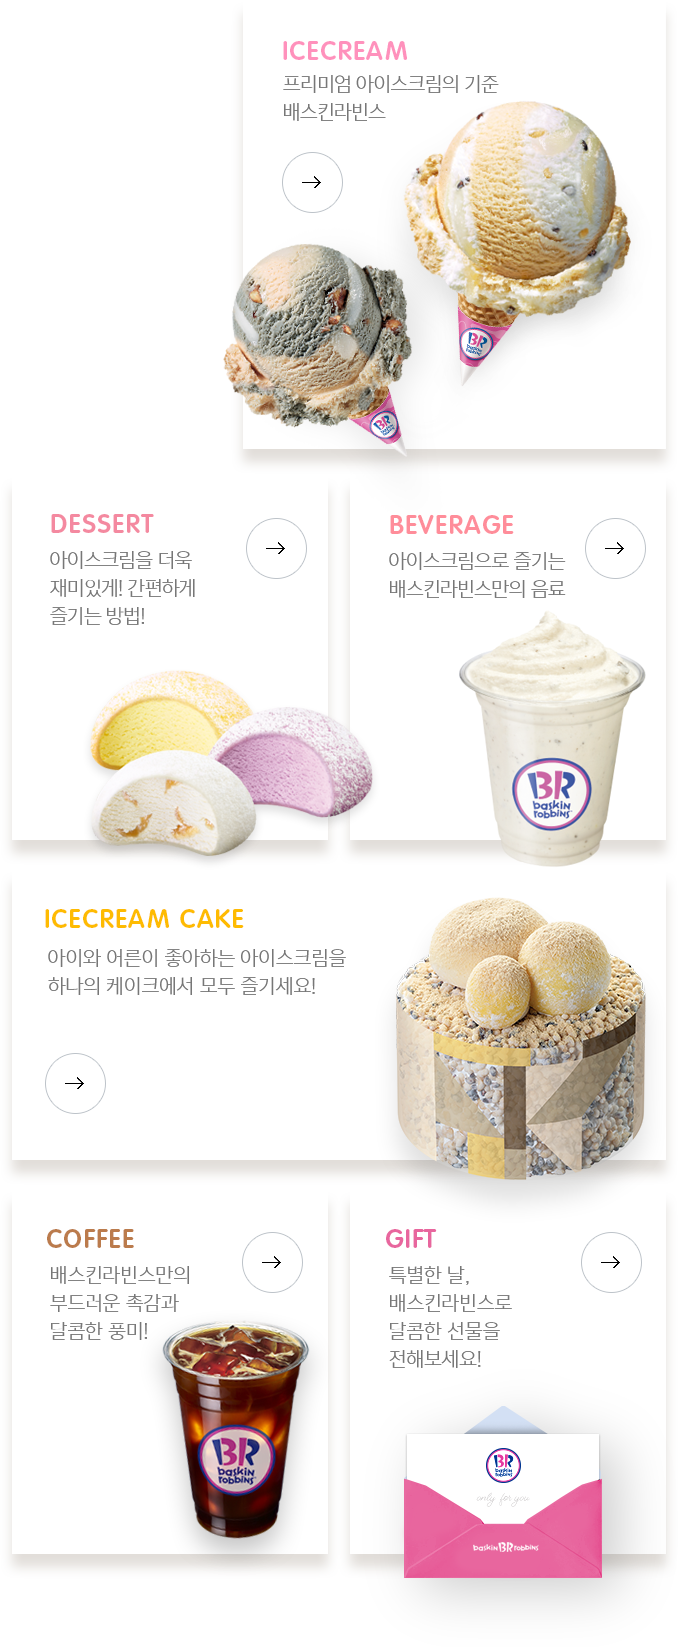 ICECREAM
프리미엄 아이스크림의 기준
배스킨라빈스
BR
baskin
robbins
BR
baskin
robbins
DESSERT
아이스크림을 더욱
재미있게! 간편하게
즐기는 방법!
BEVERAGE
아이스크림으로 즐기는
배스킨라빈스만의 음료
BR
baskin
robbins
ICECREAM CAKE
아이와 어른이 좋아하는 아이스크림을
하나의 케이크에서 모두 즐기세요!
COFFEE
배스킨라빈스만의
부드러운 촉감과
달콤한 풍미!
BR
baskin
robbins
GIFT
특별한 날,
배스킨라빈스로
달콤한 선물을
전해보세요!
BR
baskin
robbins
only for you
baskin BR robbins